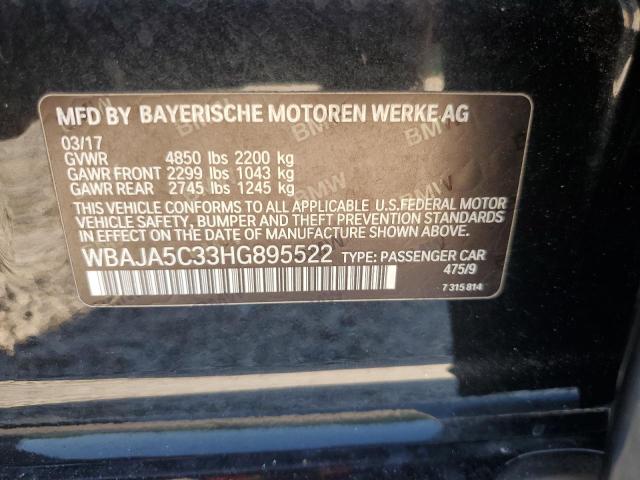 MFD BY BAYERISCHE MOTOREN WERKE AG
03/17
GVWR 4850 lbs 2200 kg
GAWR FRONT 2299 lbs 1043 kg
GAWR REAR 2745 lbs 1245 kg
THIS VEHICLE CONFORMS TO ALL APPLICABLE U.S.FEDERAL MOTOR
VEHICLE SAFETY, BUMPER AND THEFT PREVENTION STANDARDS
IN EFFECT ON THE DATE OF MANUFACTURE SHOWN ABOVE.
WBAJA5C33HG895522 TYPE: PASSENGER CAR
475/9
7 315 814